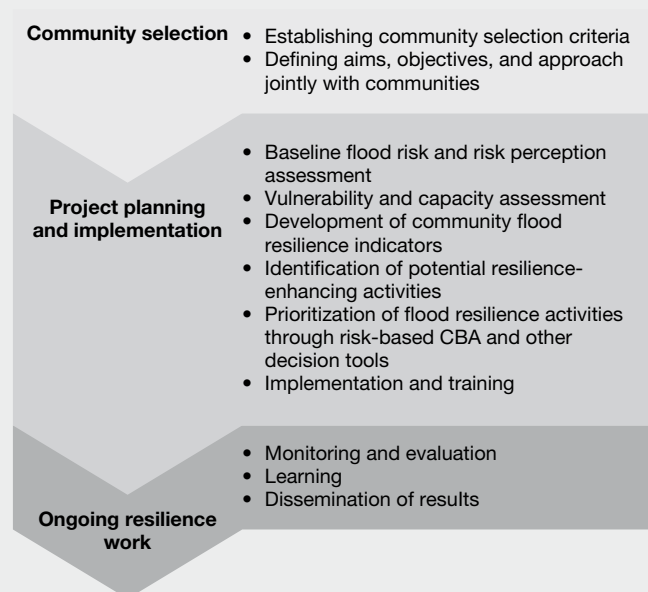 Community selection
• Establishing community selection criteria
• Defining aims, objectives, and approach
jointly with communities
Project planning
and implementation
• Baseline flood risk and risk perception
assessment
• Vulnerability and capacity assessment
• Development of community flood
resilience indicators
• Identification of potential resilience-
enhancing activities
• Prioritization of flood resilience activities
through risk-based CBA and other
decision tools
• Implementation and training
Ongoing resilience
work
• Monitoring and evaluation
• Learning
• Dissemination of results